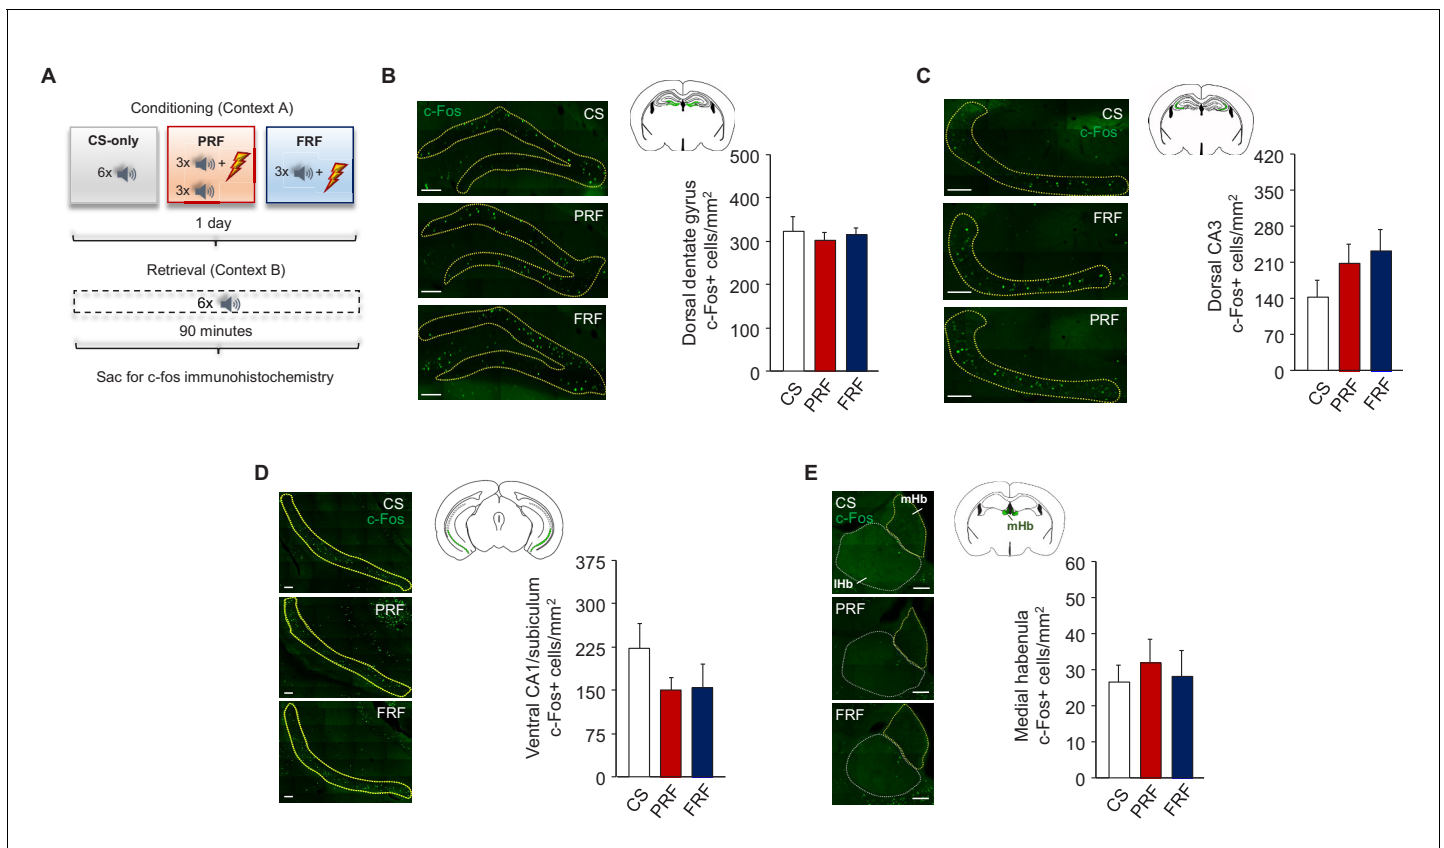 A
Conditioning (Context A)
CS-only
6x
PRF
3x +
3x
FRF
3x +
1 day
Retrieval (Context B)
6x
90 minutes
Sac for c-fos immunohistochemistry
B
c-Fos
CS
PRF
FRF
Dorsal dentate gyrus
c-Fos+ cells/mm2
500
400
300
200
100
0
CS
PRF
FRF
C
CS
c-Fos
FRF
PRF
Dorsal CA3
c-Fos+ cells/mm2
420
350
280
210
140
70
0
CS
PRF
FRF
D
CS
c-Fos
PRF
FRF
Ventral CA1/subiculum
c-Fos+ cells/mm2
375
300
225
150
75
0
CS
PRF
FRF
E
CS
c-Fos
mHb
lHb
PRF
FRF
mHb
Medial habenula
c-Fos+ cells/mm2
60
50
40
30
20
10
0
CS
PRF
FRF